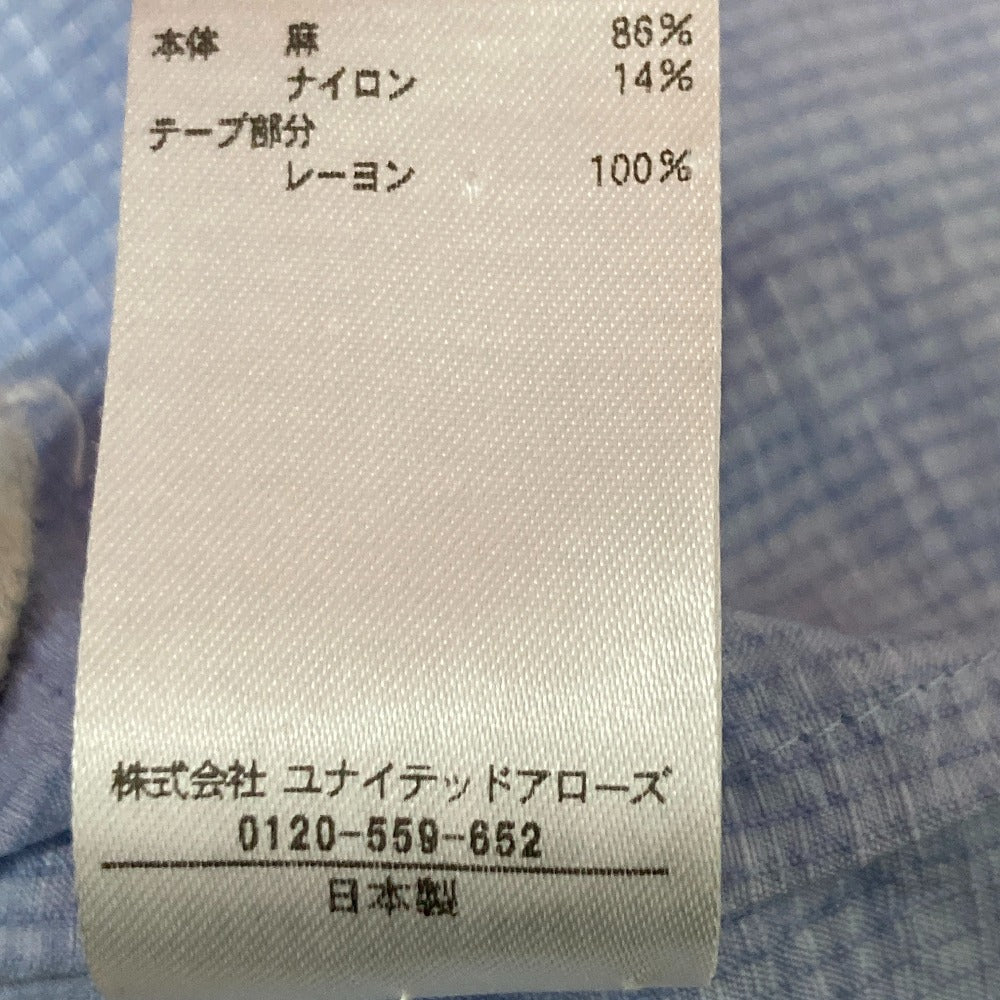 本体 麻 86%
ナイロン 14%
テープ部分
レーヨン 100%
株式会社 ユナイテッドアローズ
0120-559-652
日本製